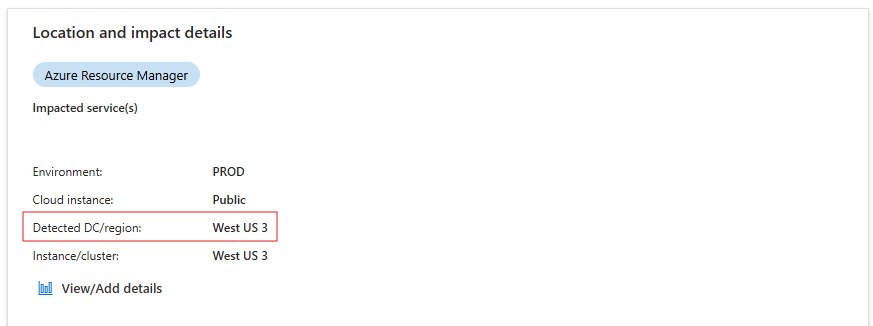 Location and impact details
Azure Resource Manager
Impacted service(s)
Environment: PROD
Cloud instance: Public
Detected DC/region: West US 3
Instance/cluster: West US 3
View/Add details